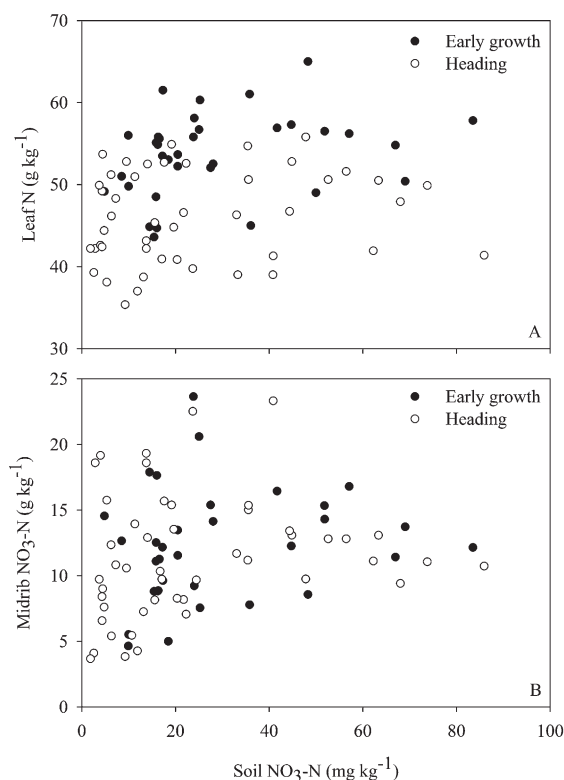 70
60
50
40
30
Leaf N (g kg⁻¹)
Early growth
Heading
A
25
20
15
10
5
0
Midrib NO₃-N (g kg⁻¹)
Early growth
Heading
B
0 20 40 60 80 100
Soil NO₃-N (mg kg⁻¹)